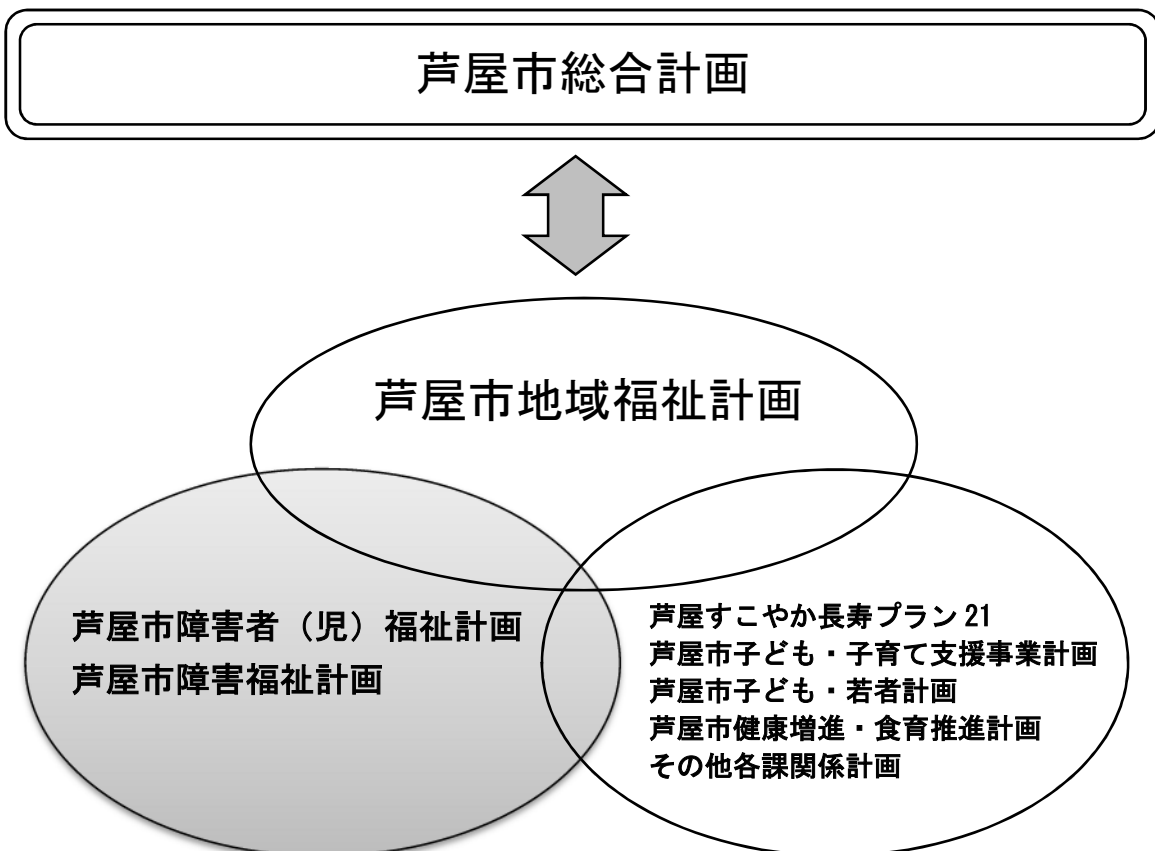 芦屋市総合計画
芦屋市地域福祉計画
芦屋市障害者（児）福祉計画
芦屋市障害福祉計画
芦屋すこやか長寿プラン 21
芦屋市子ども・子育て支援事業計画
芦屋市子ども・若者計画
芦屋市健康増進・食育推進計画
その他各課関係計画